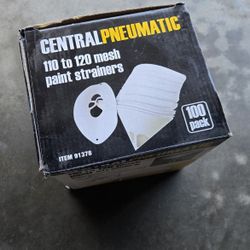 CENTRALPNEUMATIC
110 to 120 mesh
paint strainers
100
pack
ITEM 91378